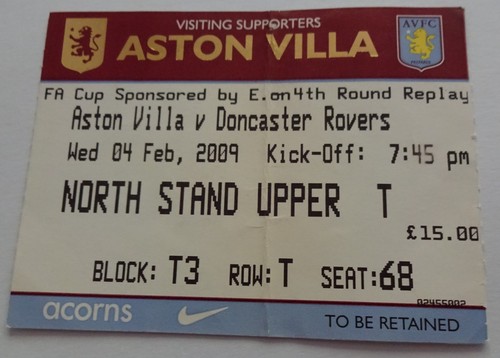 VISITING SUPPORTERS
ASTON VILLA
AVFC
FA Cup Sponsored by E.on4th Round Replay
Aston Villa v Doncaster Rovers
Wed 04 Feb, 2009 Kick-Off: 7:45 pm
NORTH STAND UPPER T
£15.00
BLOCK: T3 ROW: T SEAT: 68
acorns
TO BE RETAINED